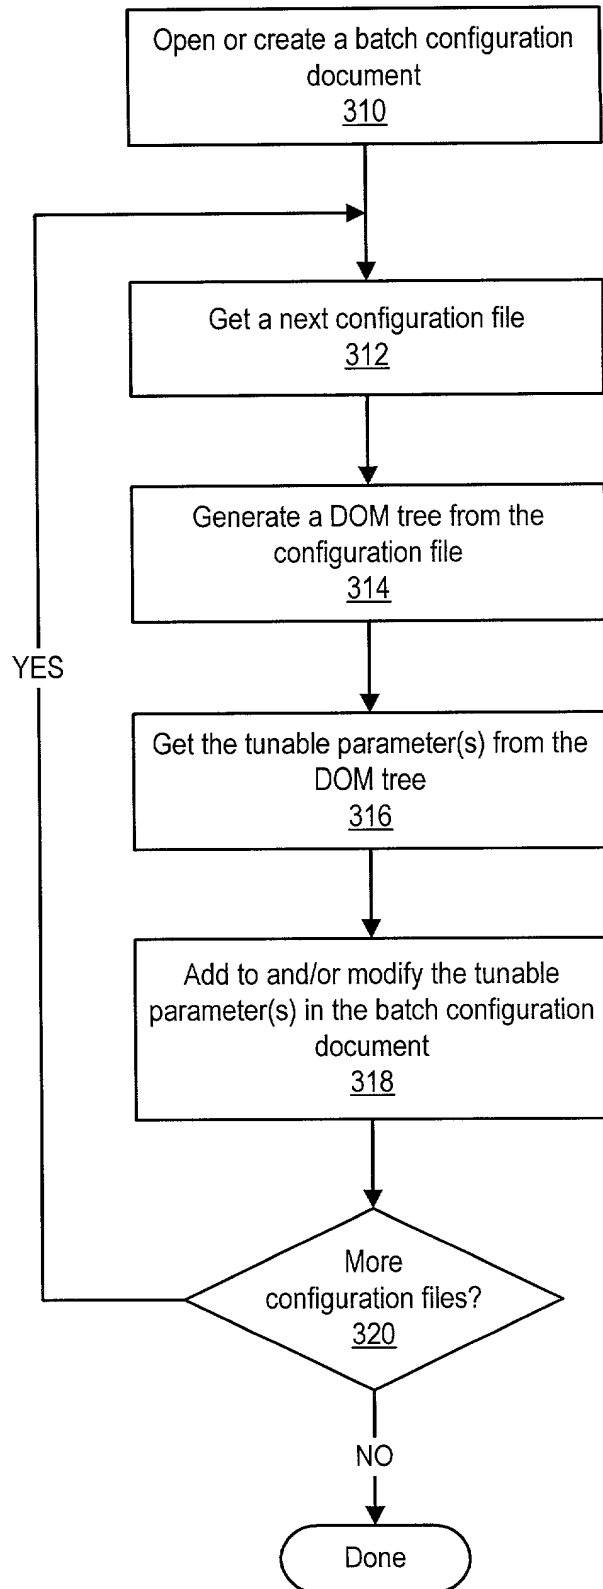 Open or create a batch configuration
document
310
Get a next configuration file
312
Generate a DOM tree from the
configuration file
314
YES
Get the tunable parameter(s) from the
DOM tree
316
Add to and/or modify the tunable
parameter(s) in the batch configuration
document
318
More
configuration files?
320
NO
Done